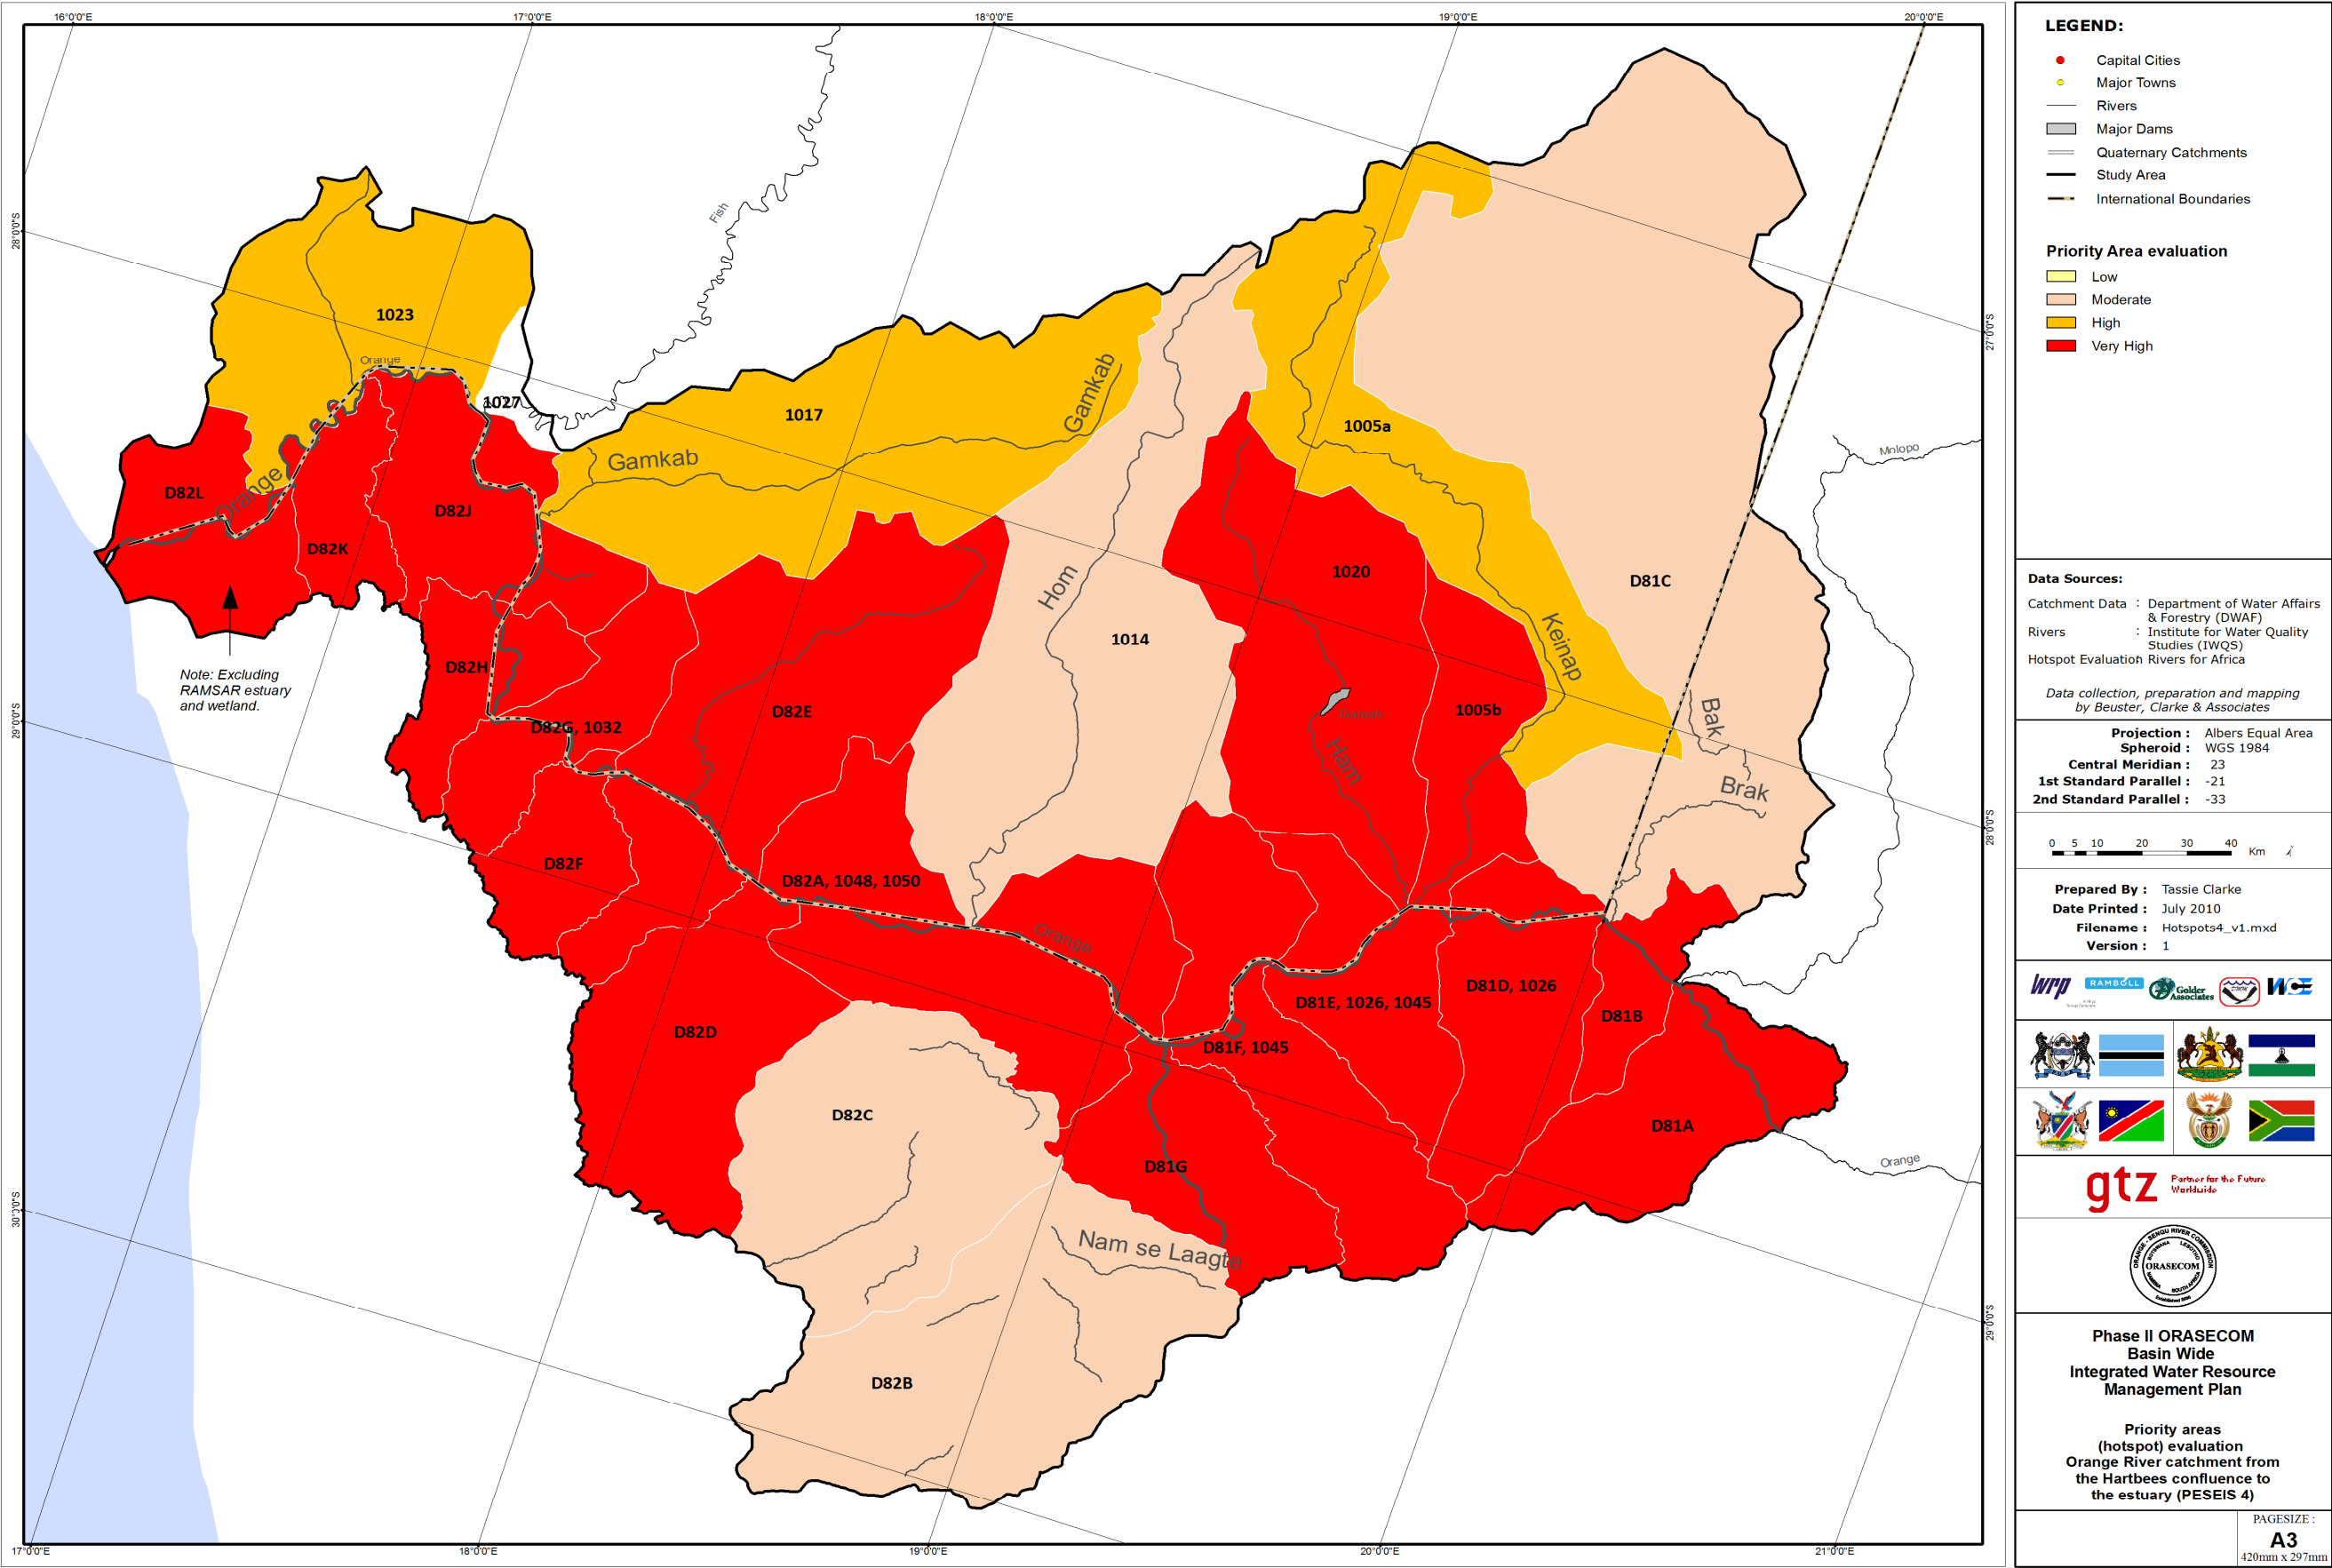 16°0'0"E
17°0'0"E
18°0'0"E
19°0'0"E
20°0'0"E
28°0'0"S
29°0'0"S
30°0'0"S
27°0'0"S
28°0'0"S
29°0'0"S
17°0'0"E
18°0'0"E
19°0'0"E
20°0'0"E
21°0'0"E
Fish
1023
Orange
1027
1017
Gamkab
Gamkab
1005a
Molopo
D82L
Orange
D82J
D82K
1020
D81C
Hom
1014
Keinap
Note: Excluding
RAMSAR estuary
and wetland.
D82H
D82G, 1032
D82E
1005b
Ham
Bak
Brak
D82F
D82A, 1048, 1050
Orange
D81D, 1026
D81E, 1026, 1045
D81B
D82D
D81F, 1045
D82C
D81A
D81G
Orange
Nam se Laagte
D82B
LEGEND:
Capital Cities
Major Towns
Rivers
Major Dams
Quaternary Catchments
Study Area
International Boundaries
Priority Area evaluation
Low
Moderate
High
Very High
Data Sources:
Catchment Data : Department of Water Affairs
& Forestry (DWAF)
Rivers : Institute for Water Quality
Studies (IWQS)
Hotspot Evaluation Rivers for Africa
Data collection, preparation and mapping
by Beuster, Clarke & Associates
Projection : Albers Equal Area
Spheroid : WGS 1984
Central Meridian : 23
1st Standard Parallel : -21
2nd Standard Parallel : -33
0 5 10 20 30 40 Km
Prepared By : Tassie Clarke
Date Printed : July 2010
Filename : Hotspots4_v1.mxd
Version : 1
wrp
RAMBOLL
Golder
Associates
WCE
gtz
Partner for the Future
Worldwide
ORANGE - SENQU RIVER COMMISSION
BOTSWANA LESOTHO
ORASECOM
NAMIBIA SOUTH AFRICA
Phase II ORASECOM
Basin Wide
Integrated Water Resource
Management Plan
Priority areas
(hotspot) evaluation
Orange River catchment from
the Hartbees confluence to
the estuary (PESEIS 4)
PAGESIZE :
A3
420mm x 297mm